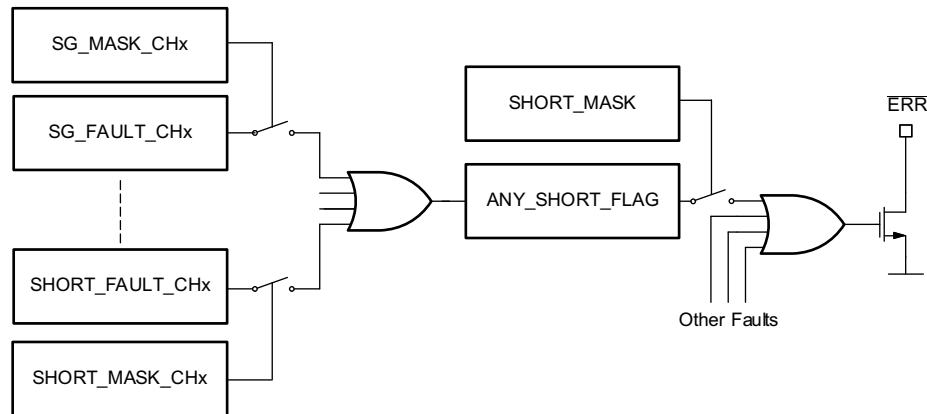 SG_MASK_CHx
SG_FAULT_CHx
SHORT_FAULT_CHx
SHORT_MASK_CHx
SHORT_MASK
ANY_SHORT_FLAG
ERR
Other Faults